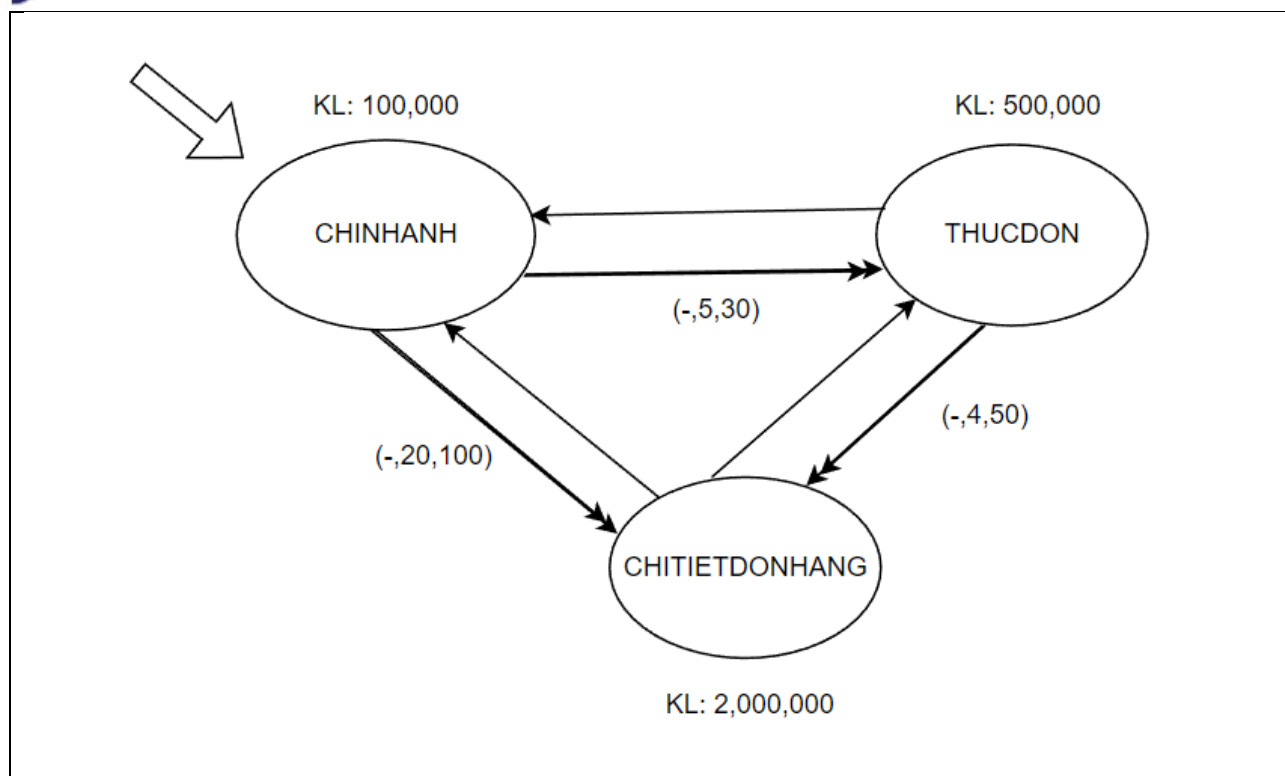 KL: 100,000
KL: 500,000
CHINHANH
THUCDON
(-,5,30)
(-,4,50)
(-,20,100)
CHITIETDONHANG
KL: 2,000,000